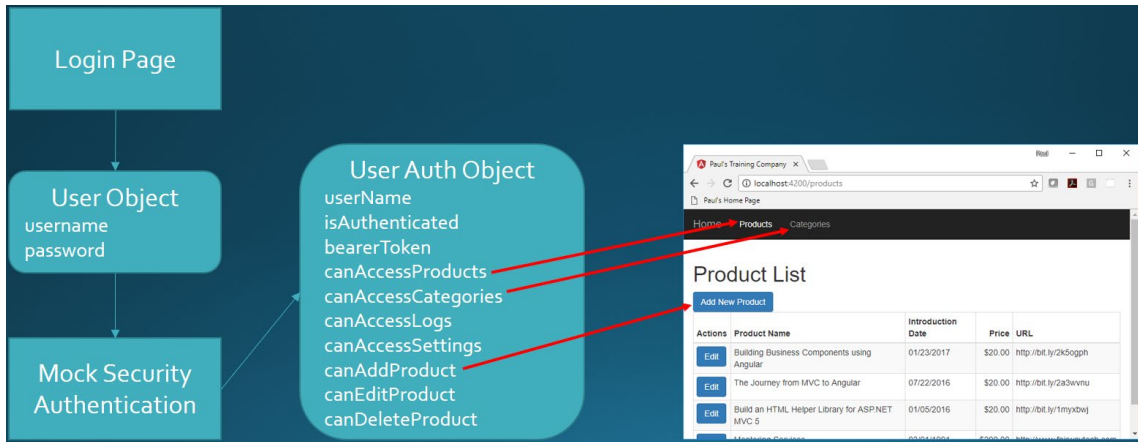 Login Page
User Object
username
password
Mock Security
Authentication
User Auth Object
userName
isAuthenticated
bearerToken
canAccessProducts
canAccessCategories
canAccessLogs
canAccessSettings
canAddProduct
canEditProduct
canDeleteProduct
Paul's Training Company
localhost:4200/products
Paul's Home Page
Home Products Categories
Product List
Add New Product
Actions Product Name Introduction Date Price URL
Edit Building Business Components using Angular 01/23/2017 $20.00 http://bit.ly/2k5ogph
Edit The Journey from MVC to Angular 07/22/2016 $20.00 http://bit.ly/2a3wvnu
Edit Build an HTML Helper Library for ASP.NET MVC 5 01/05/2016 $20.00 http://bit.ly/1myxbwj